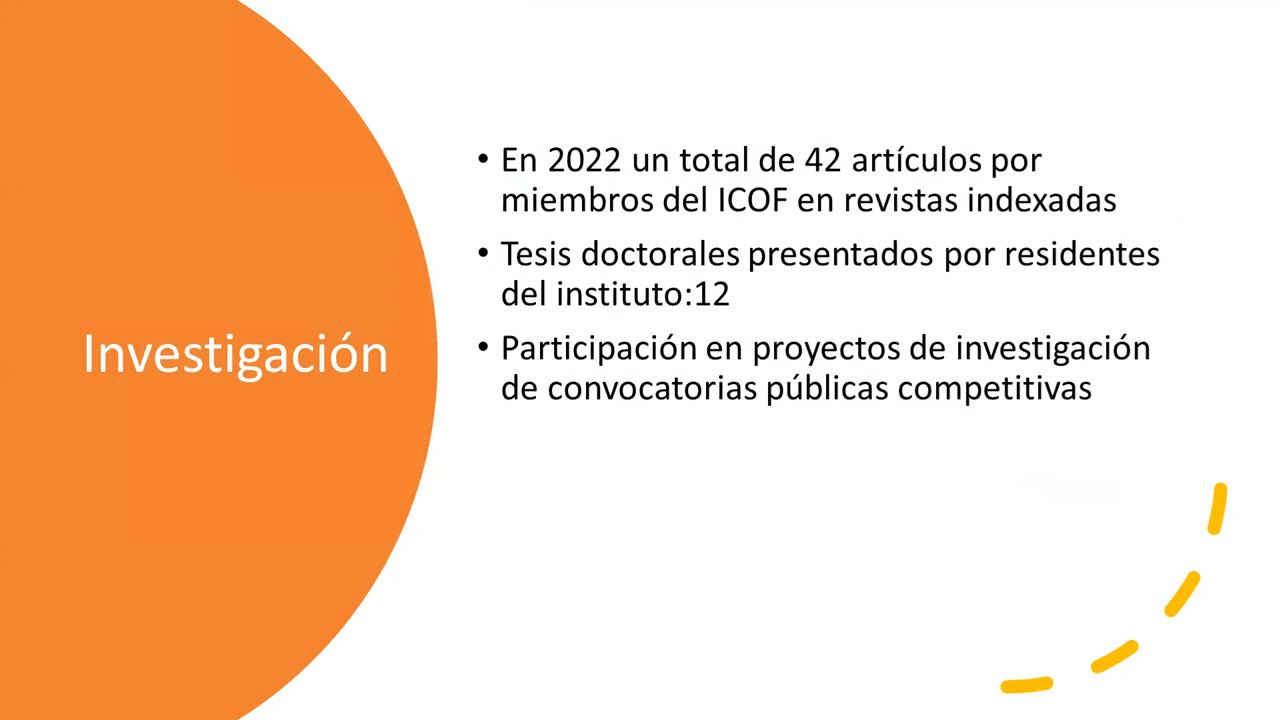 Investigación
• En 2022 un total de 42 artículos por
miembros del ICOF en revistas indexadas
• Tesis doctorales presentados por residentes
del instituto:12
• Participación en proyectos de investigación
de convocatorias públicas competitivas